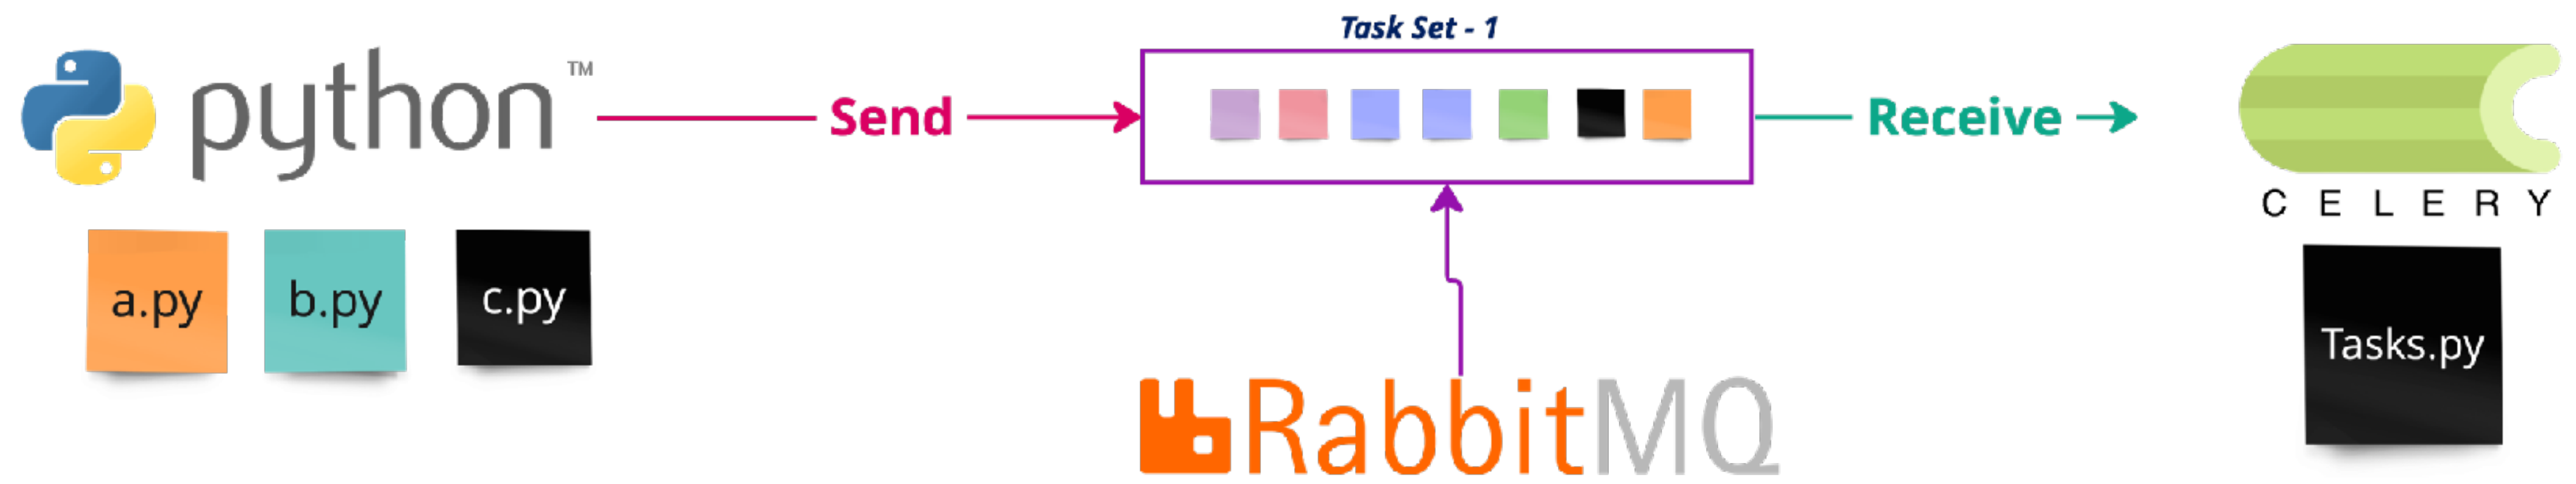 Task Set - 1
python™
Send
Receive
CELERY
a.py
b.py
c.py
Tasks.py
RabbitMQ